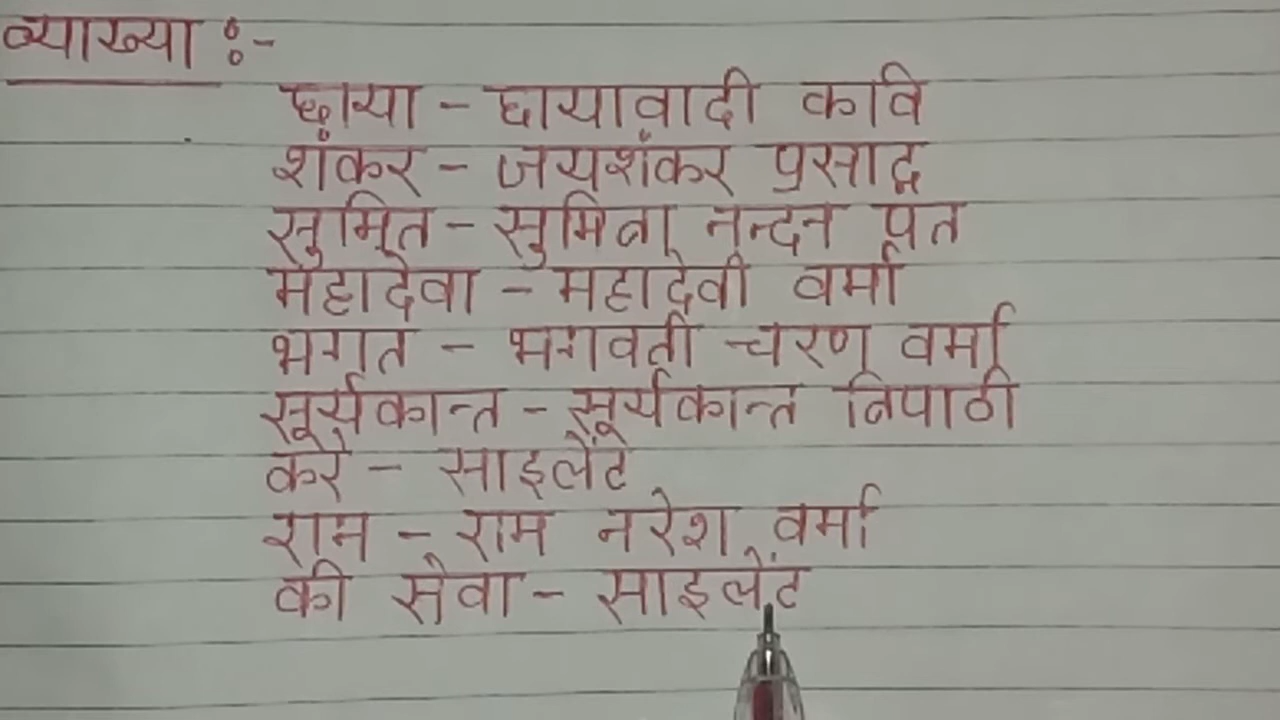 व्याख्या :-
छाया - छायावादी कवि
शंकर - जयशंकर प्रसाद
सुमित - सुमित्रा नन्दन पंत
महादेवा - महादेवी वर्मा
भगत - भगवती चरण वर्मा
सूर्यकान्त - सूर्यकान्त त्रिपाठी
करे - साइलेंट
राम - राम नरेश वर्मा
की सेवा - साइलेंट